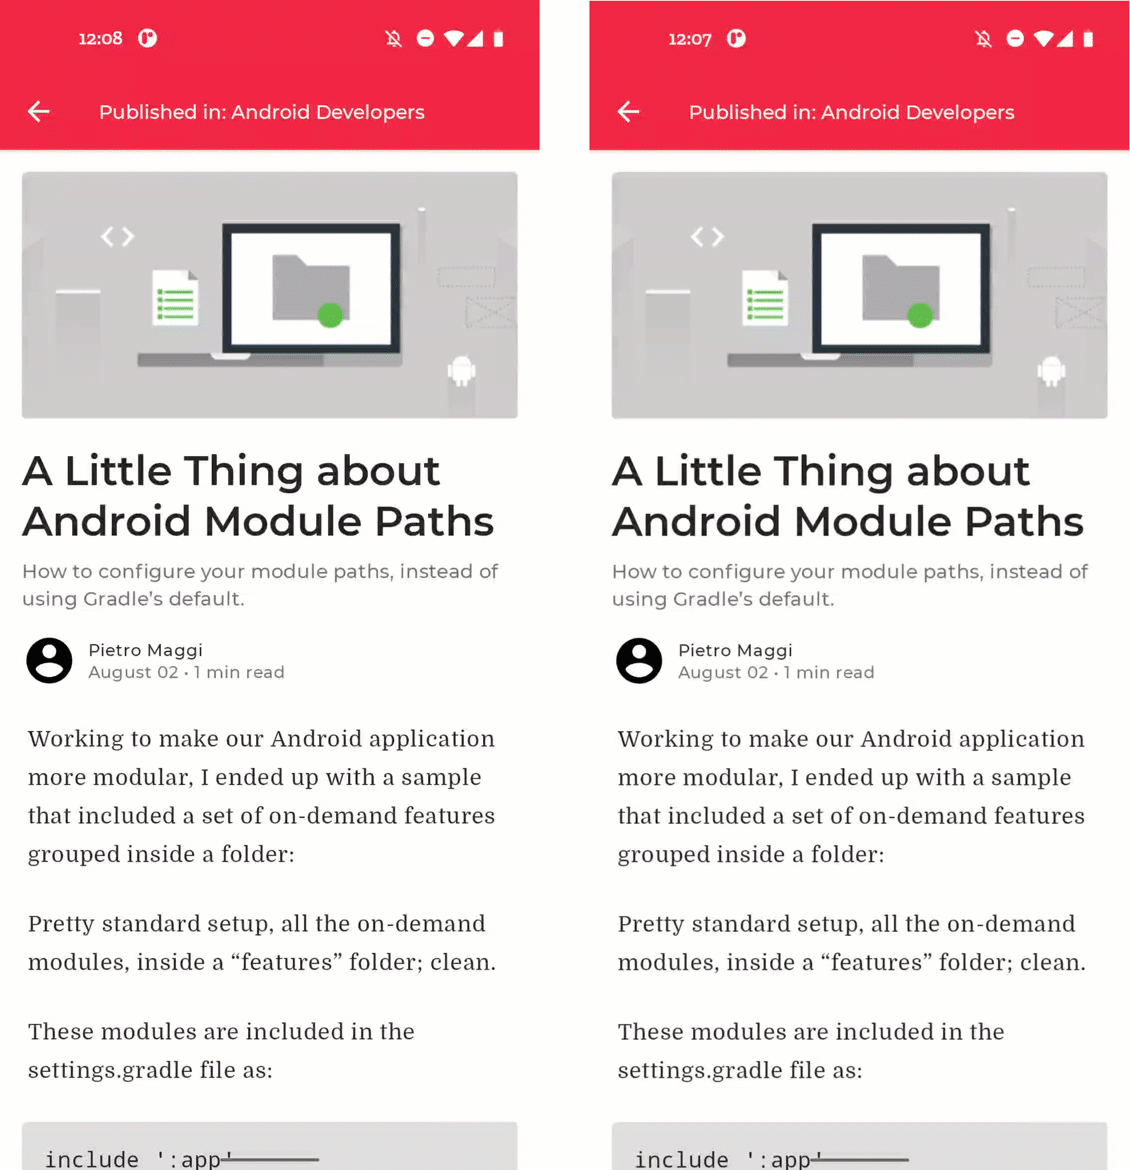 12:08
Published in: Android Developers
A Little Thing about
Android Module Paths
How to configure your module paths, instead of
using Gradle’s default.
Pietro Maggi
August 02 • 1 min read
Working to make our Android application
more modular, I ended up with a sample
that included a set of on-demand features
grouped inside a folder:
Pretty standard setup, all the on-demand
modules, inside a “features” folder; clean.
These modules are included in the
settings.gradle file as:
include ':app'
12:07
Published in: Android Developers
A Little Thing about
Android Module Paths
How to configure your module paths, instead of
using Gradle’s default.
Pietro Maggi
August 02 • 1 min read
Working to make our Android application
more modular, I ended up with a sample
that included a set of on-demand features
grouped inside a folder:
Pretty standard setup, all the on-demand
modules, inside a “features” folder; clean.
These modules are included in the
settings.gradle file as:
include ':app'